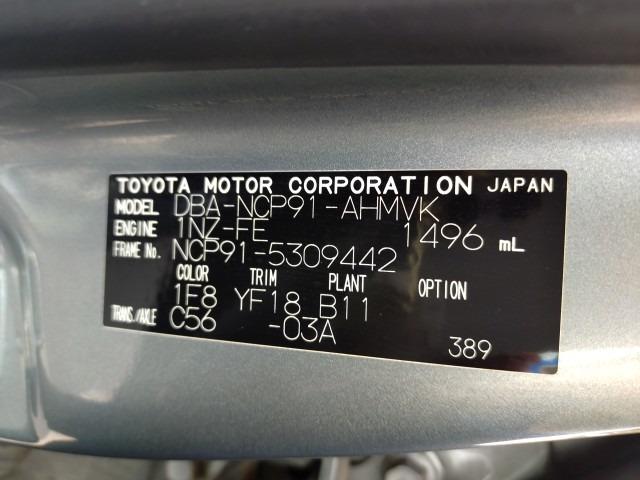 TOYOTA MOTOR CORPORATION JAPAN
MODEL DBA-NCP91-AHMVK
ENGINE 1NZ-FE 1496 mL
FRAME No. NCP91-5309442
COLOR TRIM PLANT OPTION
1F8 YF18 B11
TRANS./AXLE C56 -03A
389